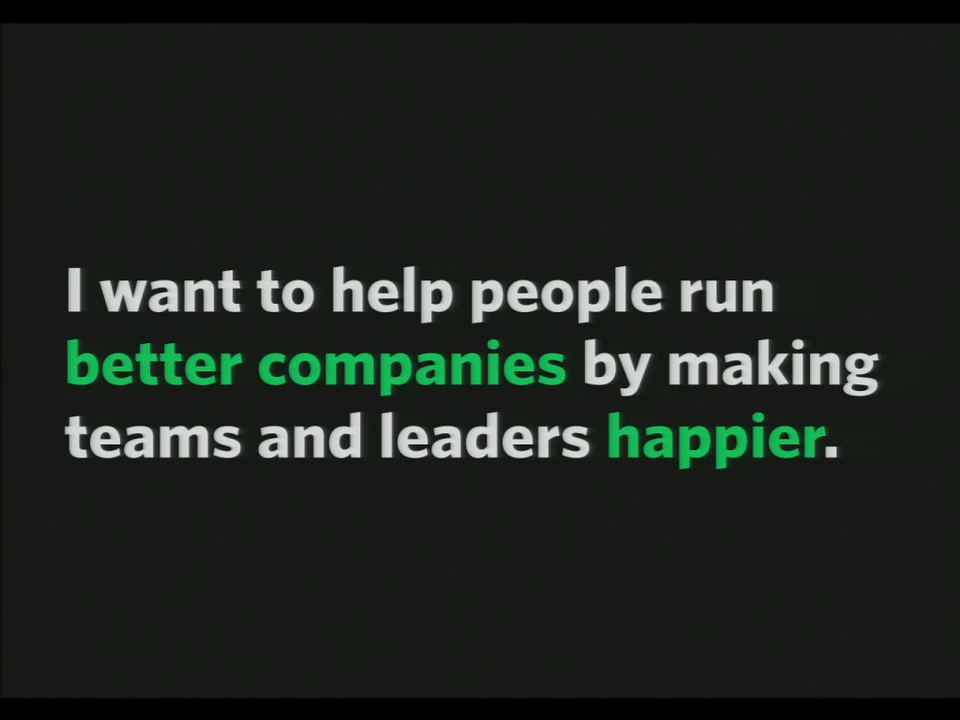 I want to help people run
better companies by making
teams and leaders happier.